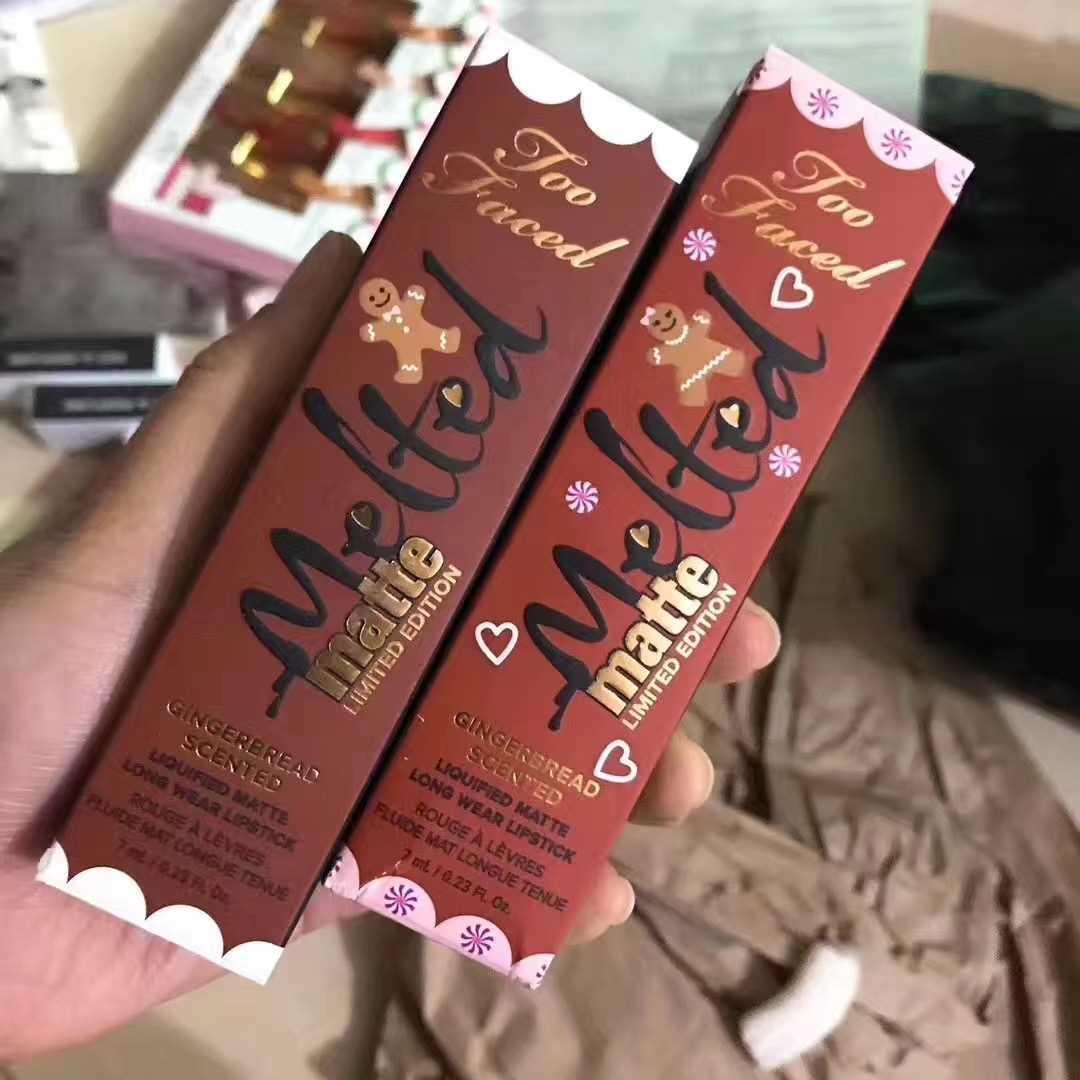 Too
Faced
Melted
matte
LIMITED EDITION
GINGERBREAD
SCENTED
LIQUIFIED MATTE
LONG WEAR LIPSTICK
ROUGE À LÈVRES
FLUIDE MAT LONGUE TENUE
7 ml. / 0.23 Fl. Oz.
Too
Faced
Melted
matte
LIMITED EDITION
GINGERBREAD
SCENTED
LIQUIFIED MATTE
LONG WEAR LIPSTICK
ROUGE À LÈVRES
FLUIDE MAT LONGUE TENUE
7 ml. / 0.23 Fl. Oz.